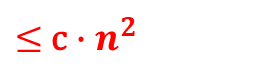 ≤ c · n²